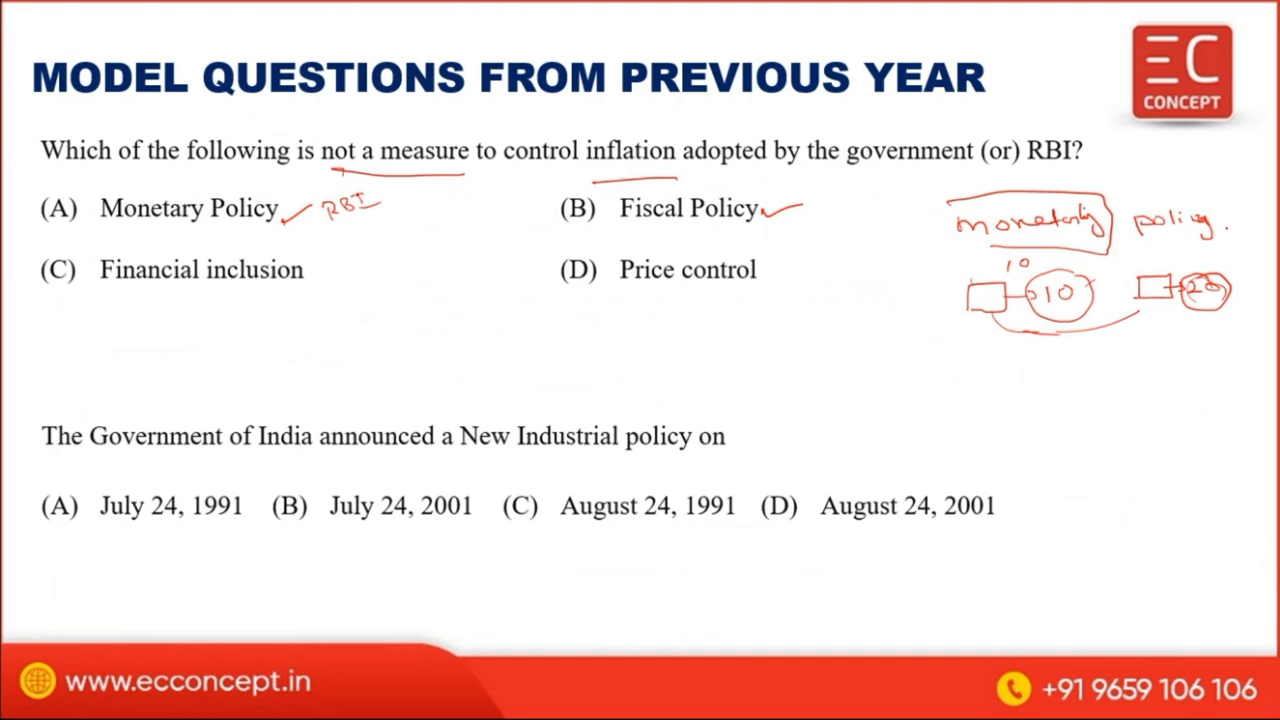 MODEL QUESTIONS FROM PREVIOUS YEAR
EC
CONCEPT
Which of the following is not a measure to control inflation adopted by the government (or) RBI?
(A) Monetary Policy RBI (B) Fiscal Policy
monetary policy.
(C) Financial inclusion (D) Price control
10
10 20
The Government of India announced a New Industrial policy on
(A) July 24, 1991 (B) July 24, 2001 (C) August 24, 1991 (D) August 24, 2001
www.ecconcept.in
+91 9659 106 106